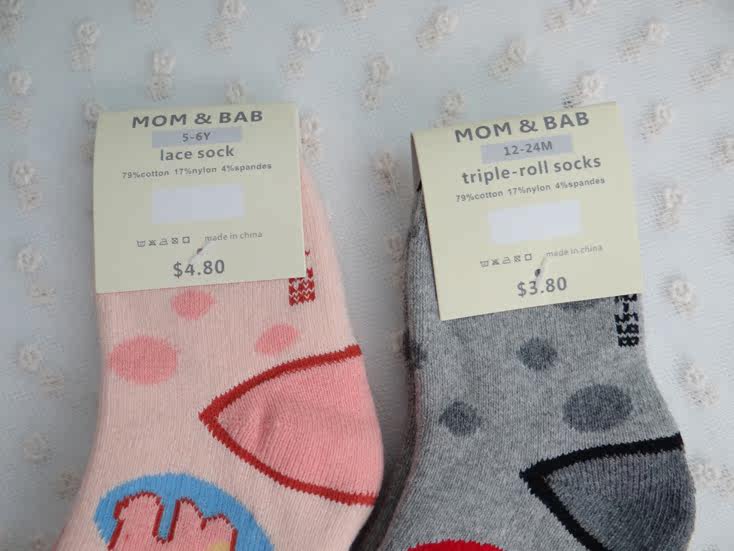 MOM & BAB
5-6Y
lace sock
79%cotton 17%nylon 4%spandes
made in china
$4.80
MOM & BAB
12-24M
triple-roll socks
79%cotton 17%nylon 4%spandes
made in china
$3.80